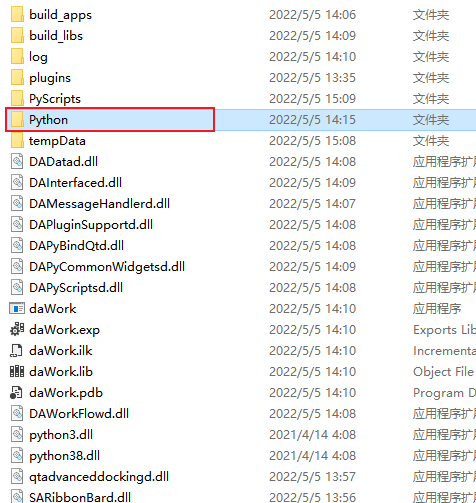 build_apps 2022/5/5 14:06 文件夹
build_libs 2022/5/5 14:09 文件夹
log 2022/5/5 14:10 文件夹
plugins 2022/5/5 13:35 文件夹
PyScripts 2022/5/5 15:09 文件夹
Python 2022/5/5 14:15 文件夹
tempData 2022/5/5 15:08 文件夹
DADatad.dll 2022/5/5 14:08 应用程序扩
DAInterfaced.dll 2022/5/5 14:09 应用程序扩
DAMessageHandlerd.dll 2022/5/5 14:07 应用程序扩
DAPluginSupportd.dll 2022/5/5 14:08 应用程序扩
DAPyBindQtd.dll 2022/5/5 14:08 应用程序扩
DAPyCommonWidgetsd.dll 2022/5/5 14:09 应用程序扩
DAPyScriptsd.dll 2022/5/5 14:08 应用程序扩
daWork 2022/5/5 14:10 应用程序
daWork.exp 2022/5/5 14:10 Exports Lib
daWork.ilk 2022/5/5 14:10 Incrementa
daWork.lib 2022/5/5 14:10 Object File
daWork.pdb 2022/5/5 14:10 Program D
DAWorkFlowd.dll 2022/5/5 14:08 应用程序扩
python3.dll 2021/4/14 4:08 应用程序扩
python38.dll 2021/4/14 4:08 应用程序扩
qtadvanceddockingd.dll 2022/5/5 13:57 应用程序扩
SARibbonBard.dll 2022/5/5 13:56 应用程序扩